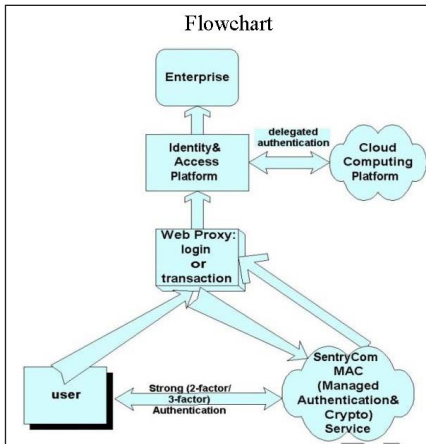 Flowchart
Enterprise
Identity&
Access
Platform
delegated
authentication
Cloud
Computing
Platform
Web Proxy:
login
or
transaction
user
Strong (2-factor/
3-factor)
Authentication
SentryCom
MAC
(Managed
Authentication&
Crypto)
Service